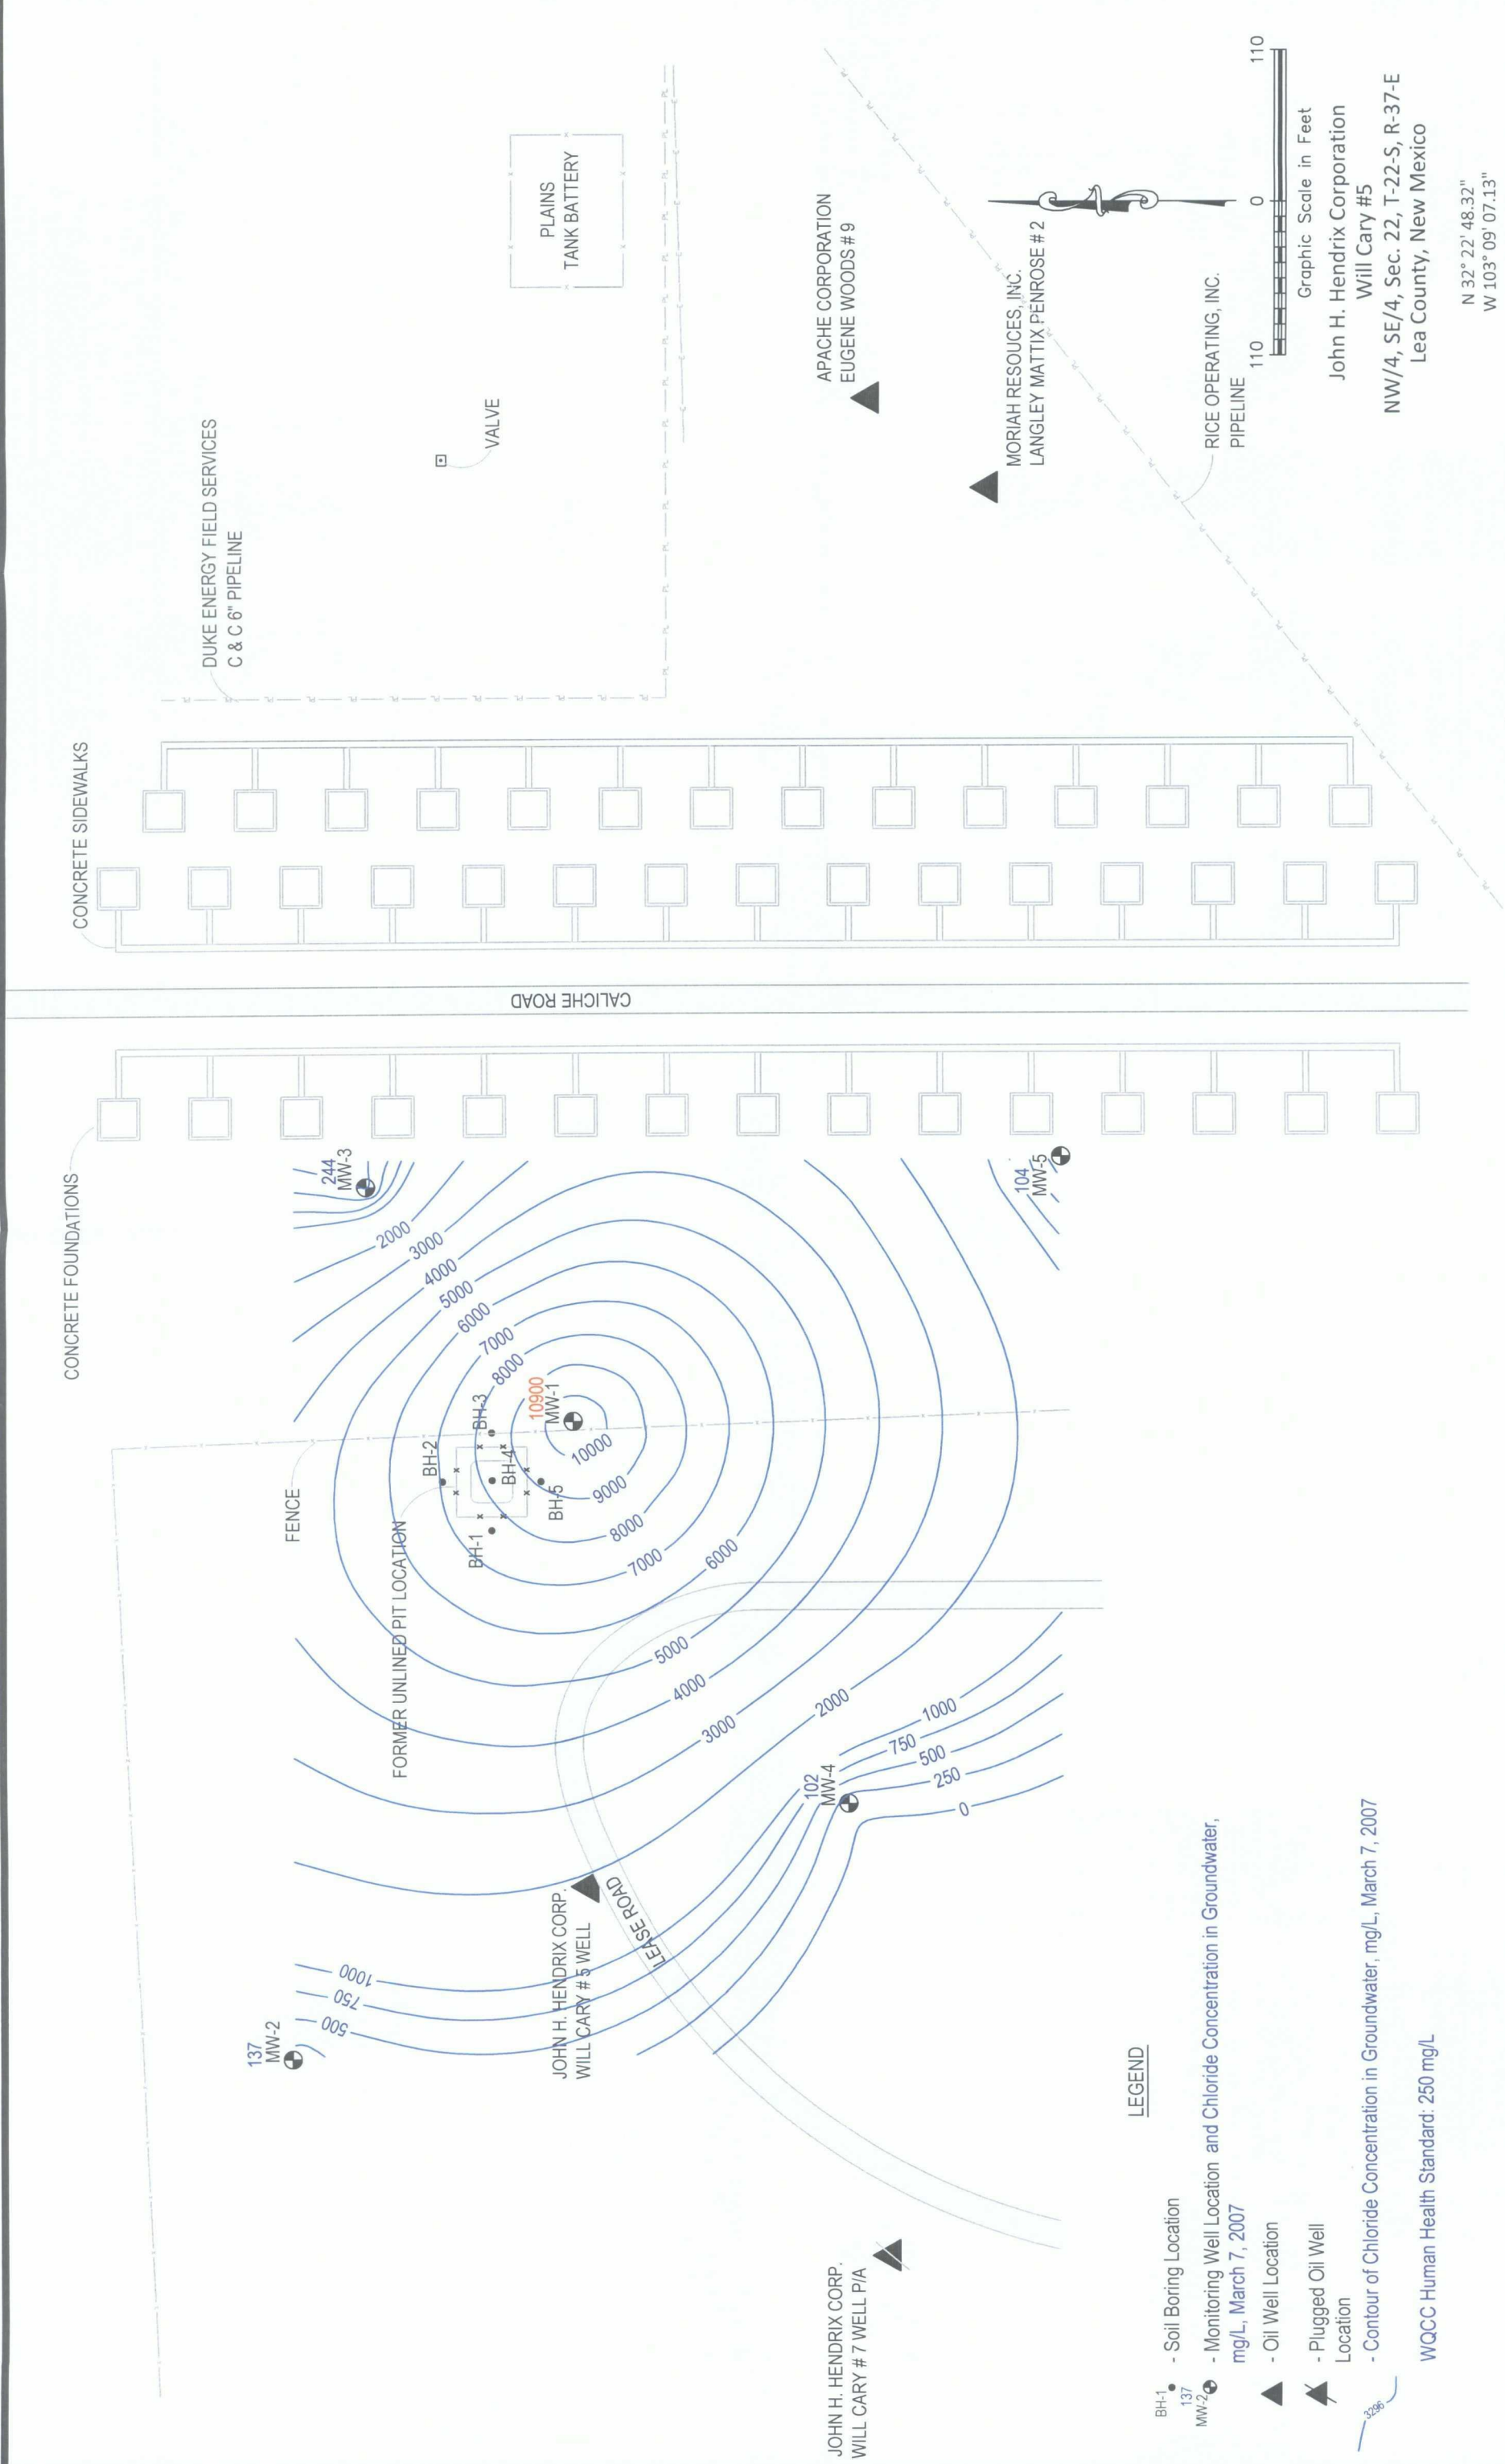 CONCRETE FOUNDATIONS
CONCRETE SIDEWALKS
DUKE ENERGY FIELD SERVICES
C & C 6" PIPELINE
VALVE
PLAINS
TANK BATTERY
CALICHE ROAD
APACHE CORPORATION
EUGENE WOODS # 9
MORIAH RESOUCES, INC.
LANGLEY MATTIX PENROSE # 2
RICE OPERATING, INC.
PIPELINE
FENCE
FORMER UNLINED PIT LOCATION
137
MW-2
244
MW-3
2000
3000
4000
5000
6000
7000
8000
BH-2
BH-3
BH-1
BH-4
BH-5
10900
MW-1
10000
9000
8000
7000
6000
5000
4000
3000
2000
1000
750
500
250
0
1000
750
500
102
MW-4
104
MW-5
JOHN H. HENDRIX CORP.
WILL CARY # 5 WELL
LEASE ROAD
JOHN H. HENDRIX CORP.
WILL CARY # 7 WELL P/A
LEGEND
BH-1
- Soil Boring Location
137
MW-2
- Monitoring Well Location and Chloride Concentration in Groundwater,
mg/L, March 7, 2007
- Oil Well Location
- Plugged Oil Well
Location
3296
- Contour of Chloride Concentration in Groundwater, mg/L, March 7, 2007
WQCC Human Health Standard: 250 mg/L
110
0
110
Graphic Scale in Feet
John H. Hendrix Corporation
Will Cary #5
NW/4, SE/4, Sec. 22, T-22-S, R-37-E
Lea County, New Mexico
N 32° 22' 48.32"
W 103° 09' 07.13"